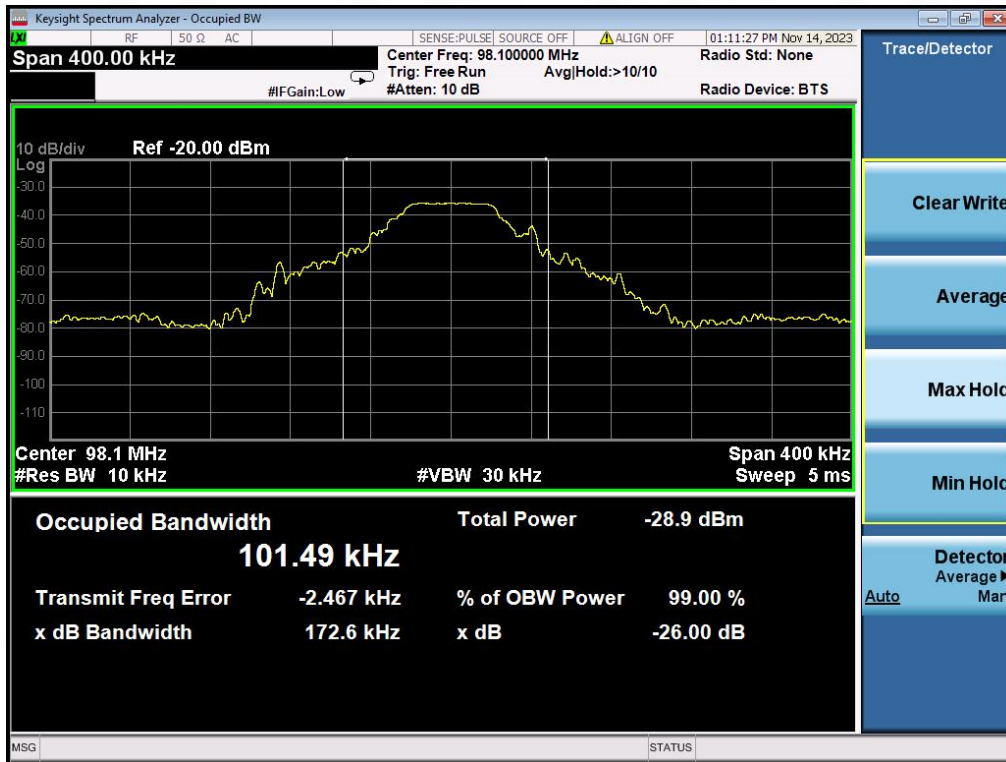 Keysight Spectrum Analyzer - Occupied BW
LXI RF 50 Ω AC SENSE:PULSE SOURCE OFF ALIGN OFF 01:11:27 PM Nov 14, 2023
Span 400.00 kHz
Center Freq: 98.100000 MHz Radio Std: None
Trig: Free Run Avg|Hold:>10/10
#IFGain:Low #Atten: 10 dB Radio Device: BTS
10 dB/div Ref -20.00 dBm
Log
-30.0
-40.0
-50.0
-60.0
-70.0
-80.0
-90.0
-100
-110
Center 98.1 MHz Span 400 kHz
#Res BW 10 kHz #VBW 30 kHz Sweep 5 ms
Occupied Bandwidth Total Power -28.9 dBm
101.49 kHz
Transmit Freq Error -2.467 kHz % of OBW Power 99.00 %
x dB Bandwidth 172.6 kHz x dB -26.00 dB
MSG STATUS
Trace/Detector
Clear Write
Average
Max Hold
Min Hold
Detector
Average
Auto Man